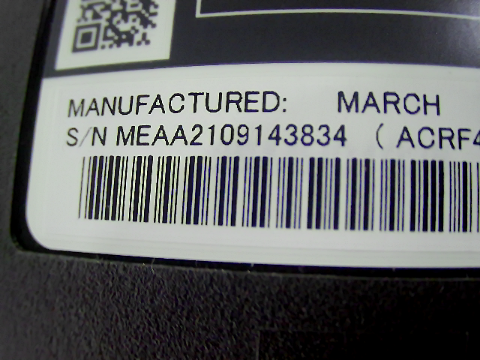 MANUFACTURED: MARCH
S/N MEAA2109143834 ( ACRF4